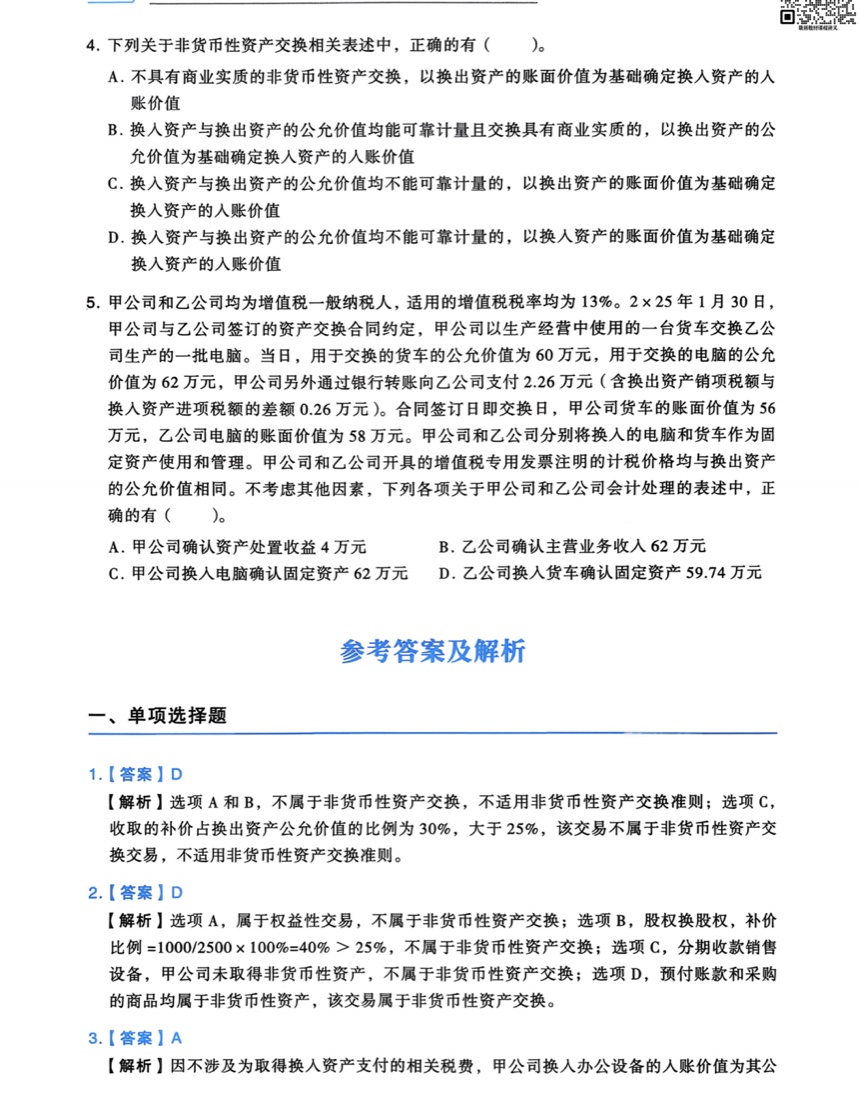 4. 下列关于非货币性资产交换相关表述中，正确的有（　　）。
A. 不具有商业实质的非货币性资产交换，以换出资产的账面价值为基础确定换入资产的入
账价值
B. 换入资产与换出资产的公允价值均能可靠计量且交换具有商业实质的，以换出资产的公
允价值为基础确定换入资产的入账价值
C. 换入资产与换出资产的公允价值均不能可靠计量的，以换出资产的账面价值为基础确定
换入资产的入账价值
D. 换入资产与换出资产的公允价值均不能可靠计量的，以换入资产的账面价值为基础确定
换入资产的入账价值
5. 甲公司和乙公司均为增值税一般纳税人，适用的增值税税率均为 13%。2×25 年 1 月 30 日，
甲公司与乙公司签订的资产交换合同约定，甲公司以生产经营中使用的一台货车交换乙公
司生产的一批电脑。当日，用于交换的货车的公允价值为 60 万元，用于交换的电脑的公允
价值为 62 万元，甲公司另外通过银行转账向乙公司支付 2.26 万元（含换出资产销项税额与
换入资产进项税额的差额 0.26 万元）。合同签订日即交换日，甲公司货车的账面价值为 56
万元，乙公司电脑的账面价值为 58 万元。甲公司和乙公司分别将换入的电脑和货车作为固
定资产使用和管理。甲公司和乙公司开具的增值税专用发票注明的计税价格均与换出资产
的公允价值相同。不考虑其他因素，下列各项关于甲公司和乙公司会计处理的表述中，正
确的有（　　）。
A. 甲公司确认资产处置收益 4 万元　　B. 乙公司确认主营业务收入 62 万元
C. 甲公司换入电脑确认固定资产 62 万元　　D. 乙公司换入货车确认固定资产 59.74 万元
参考答案及解析
一、单项选择题
1.【答案】D
【解析】选项 A 和 B，不属于非货币性资产交换，不适用非货币性资产交换准则；选项 C，
收取的补价占换出资产公允价值的比例为 30%，大于 25%，该交易不属于非货币性资产交
换交易，不适用非货币性资产交换准则。
2.【答案】D
【解析】选项 A，属于权益性交易，不属于非货币性资产交换；选项 B，股权换股权，补价
比例 =1000/2500×100%=40% ＞ 25%，不属于非货币性资产交换；选项 C，分期收款销售
设备，甲公司未取得非货币性资产，不属于非货币性资产交换；选项 D，预付账款和采购
的商品均属于非货币性资产，该交易属于非货币性资产交换。
3.【答案】A
【解析】因不涉及为取得换入资产支付的相关税费，甲公司换入办公设备的入账价值为其公